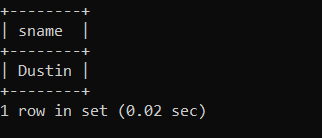 +--------+
| sname  |
+--------+
| Dustin |
+--------+
1 row in set (0.02 sec)